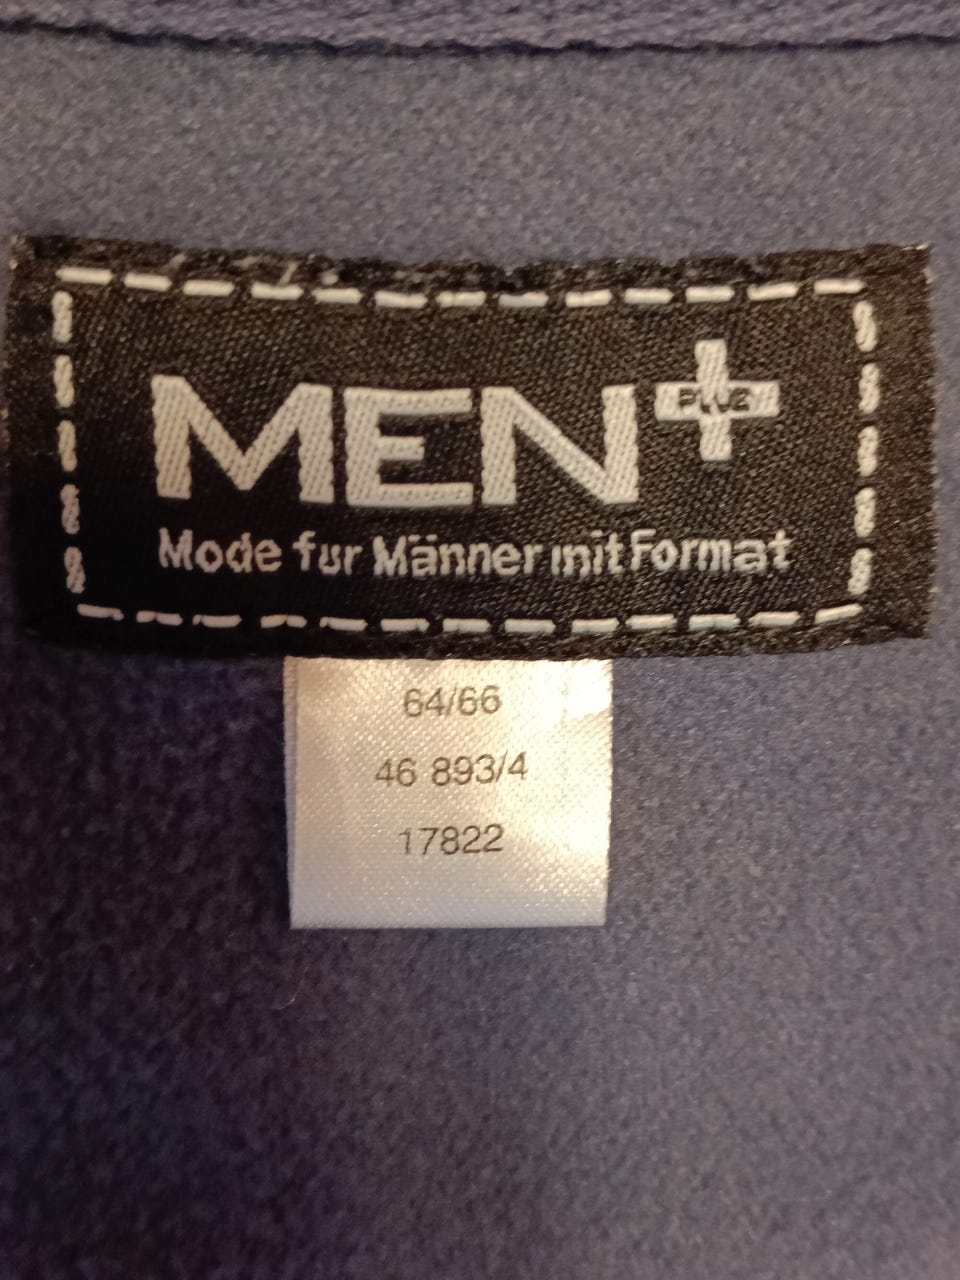 MEN+
PLUS
Mode für Männer mit Format
64/66
46 893/4
17822